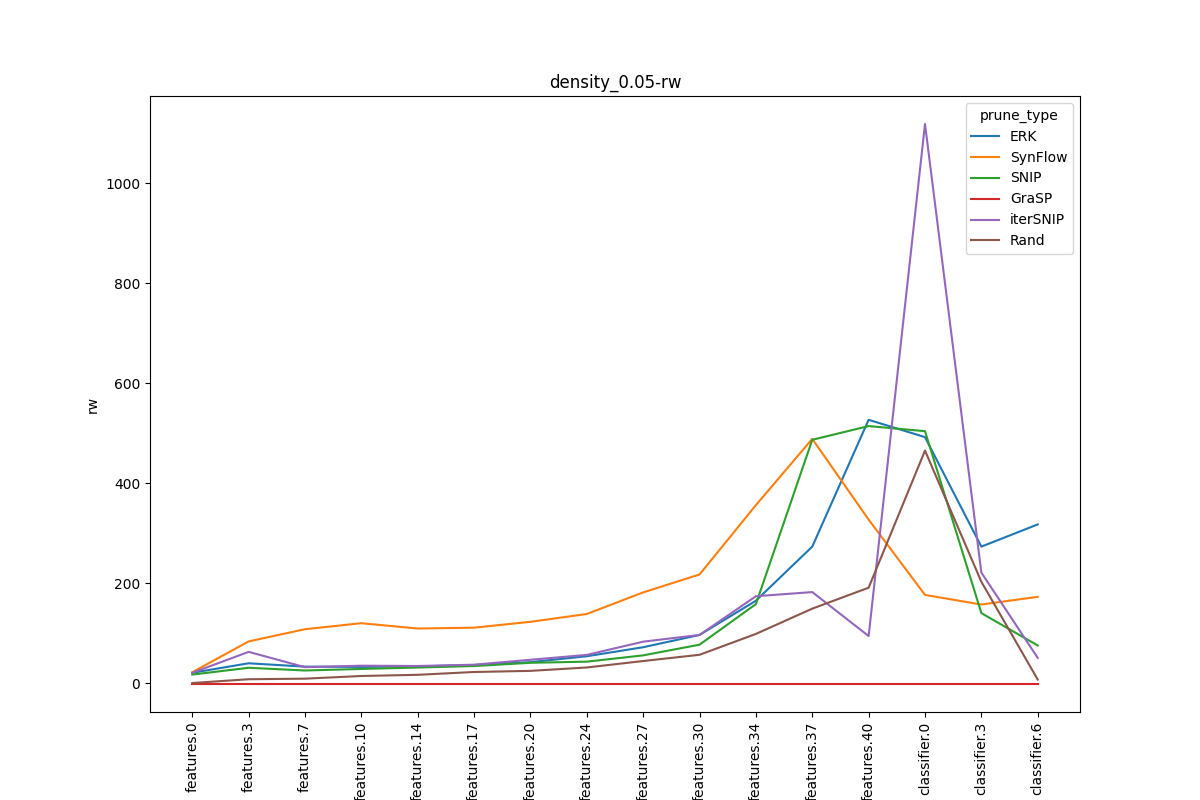 density_0.05-rw
prune_type
ERK
SynFlow
SNIP
GraSP
iterSNIP
Rand
rw
1000
800
600
400
200
0
features.0
features.3
features.7
features.10
features.14
features.17
features.20
features.24
features.27
features.30
features.34
features.37
features.40
classifier.0
classifier.3
classifier.6